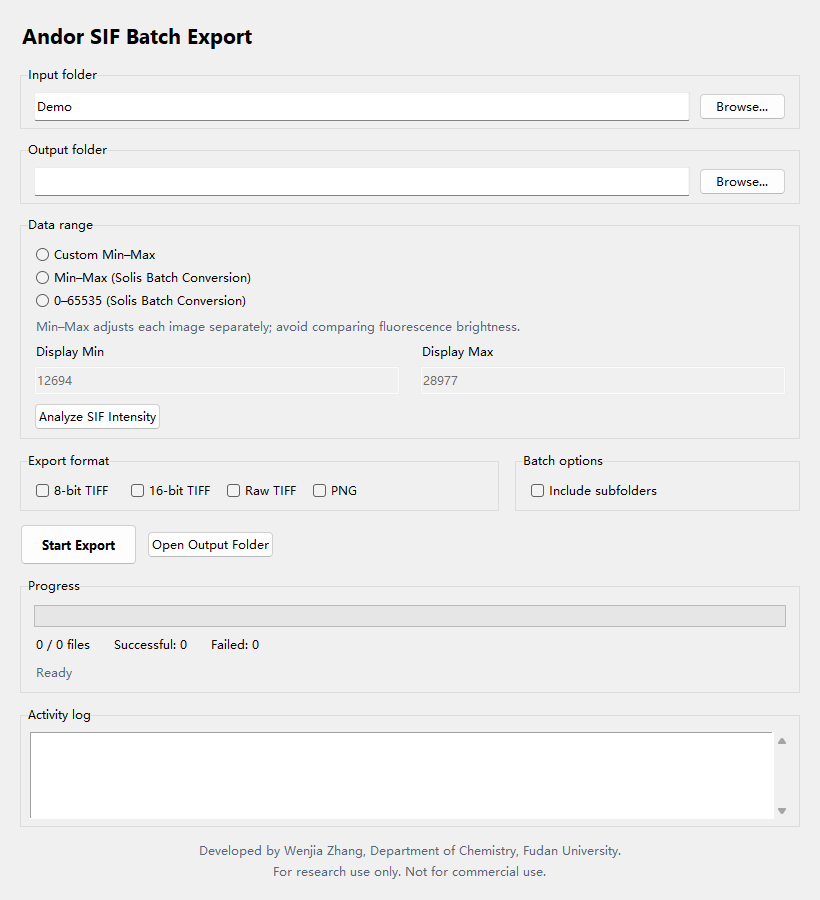 Andor SIF Batch Export
Input folder
Demo Browse...
Output folder
Browse...
Data range
Custom Min–Max
Min–Max (Solis Batch Conversion)
0–65535 (Solis Batch Conversion)
Min–Max adjusts each image separately; avoid comparing fluorescence brightness.
Display Min Display Max
12694 28977
Analyze SIF Intensity
Export format Batch options
8-bit TIFF 16-bit TIFF Raw TIFF PNG Include subfolders
Start Export Open Output Folder
Progress
0 / 0 files Successful: 0 Failed: 0
Ready
Activity log
Developed by Wenjia Zhang, Department of Chemistry, Fudan University.
For research use only. Not for commercial use.